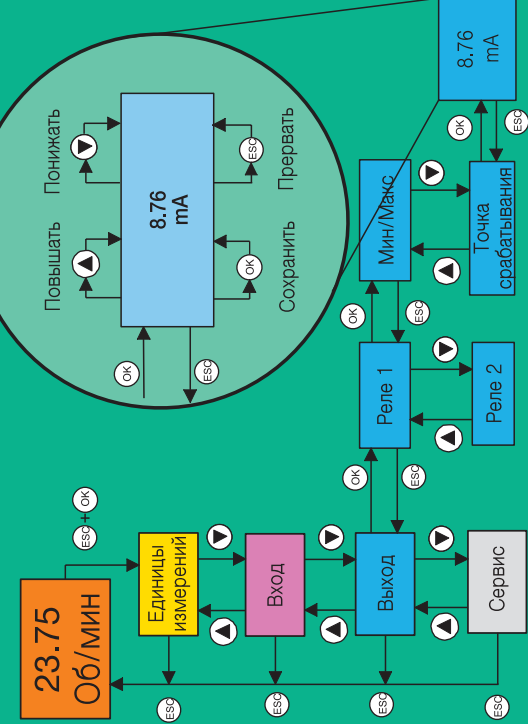 23.75
Об/мин
ESC + OK
Единицы
измерений
Вход
Выход
Сервис
ESC
ESC
ESC
ESC
OK
ESC
Реле 1
Реле 2
OK
ESC
Мин/Макс
Точка
срабатывания
OK
ESC
8.76
mA
OK
ESC
Повышать
Понижать
8.76
mA
Сохранить
OK
Прервать
ESC